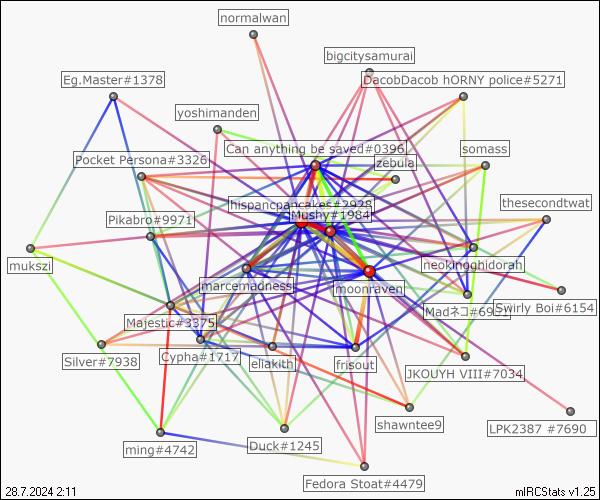 normalwan
bigcitysamurai
Eg.Master#1378
DacobDacob hORNY police#5271
yoshimanden
Can anything be saved#0396
somass
Pocket Persona#3326
zebula
hispancpancakes#2928
thesecondtwat
Mushy#1984
Pikabro#9971
mukszi
neokingghidorah
marcemadness
moonraven
Madネコ#69
Swirly Boi#6154
Majestic#3375
Silver#7938
Cypha#1717
eliakith
frisout
JKOUYH VIII#7034
shawntee9
LPK2387 #7690
ming#4742
Duck#1245
Fedora Stoat#4479
28.7.2024 2:11
mIRCStats v1.25